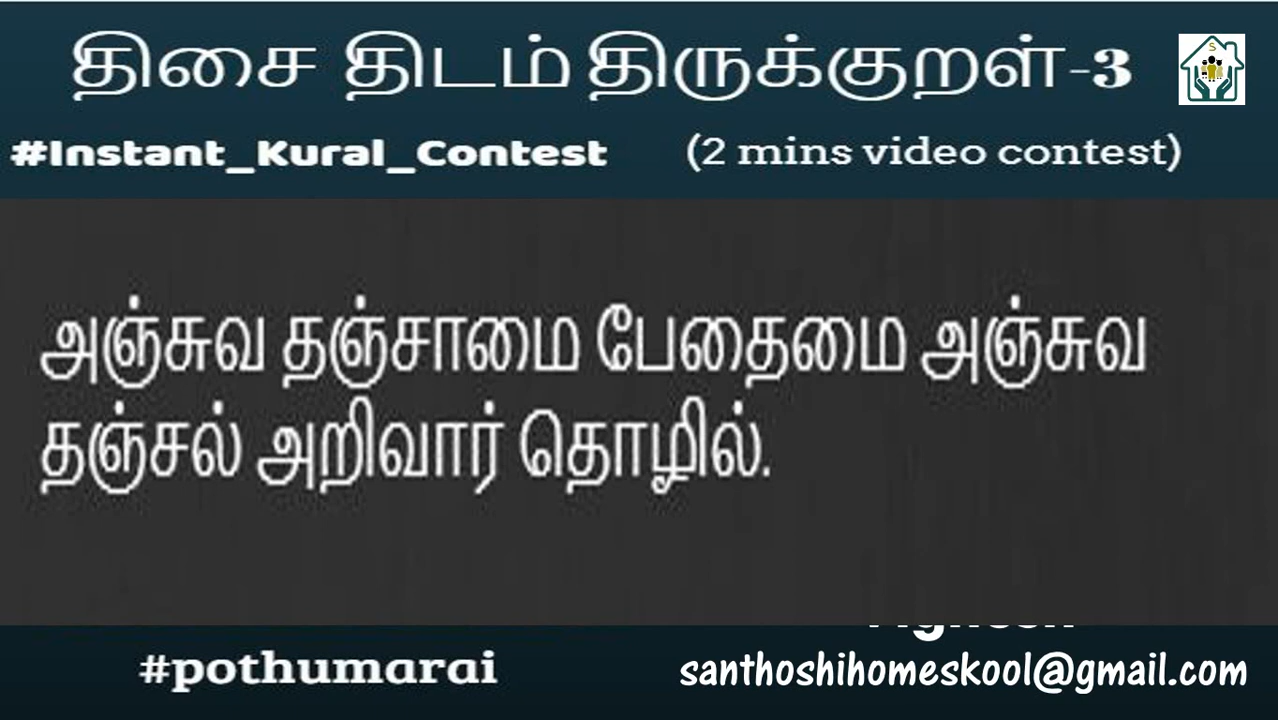 திசை திடம் திருக்குறள்-3
#Instant_Kural_Contest (2 mins video contest)
அஞ்சுவ தஞ்சாமை பேதைமை அஞ்சுவ
தஞ்சல் அறிவார் தொழில்.
#pothumarai santhoshihomeskool@gmail.com